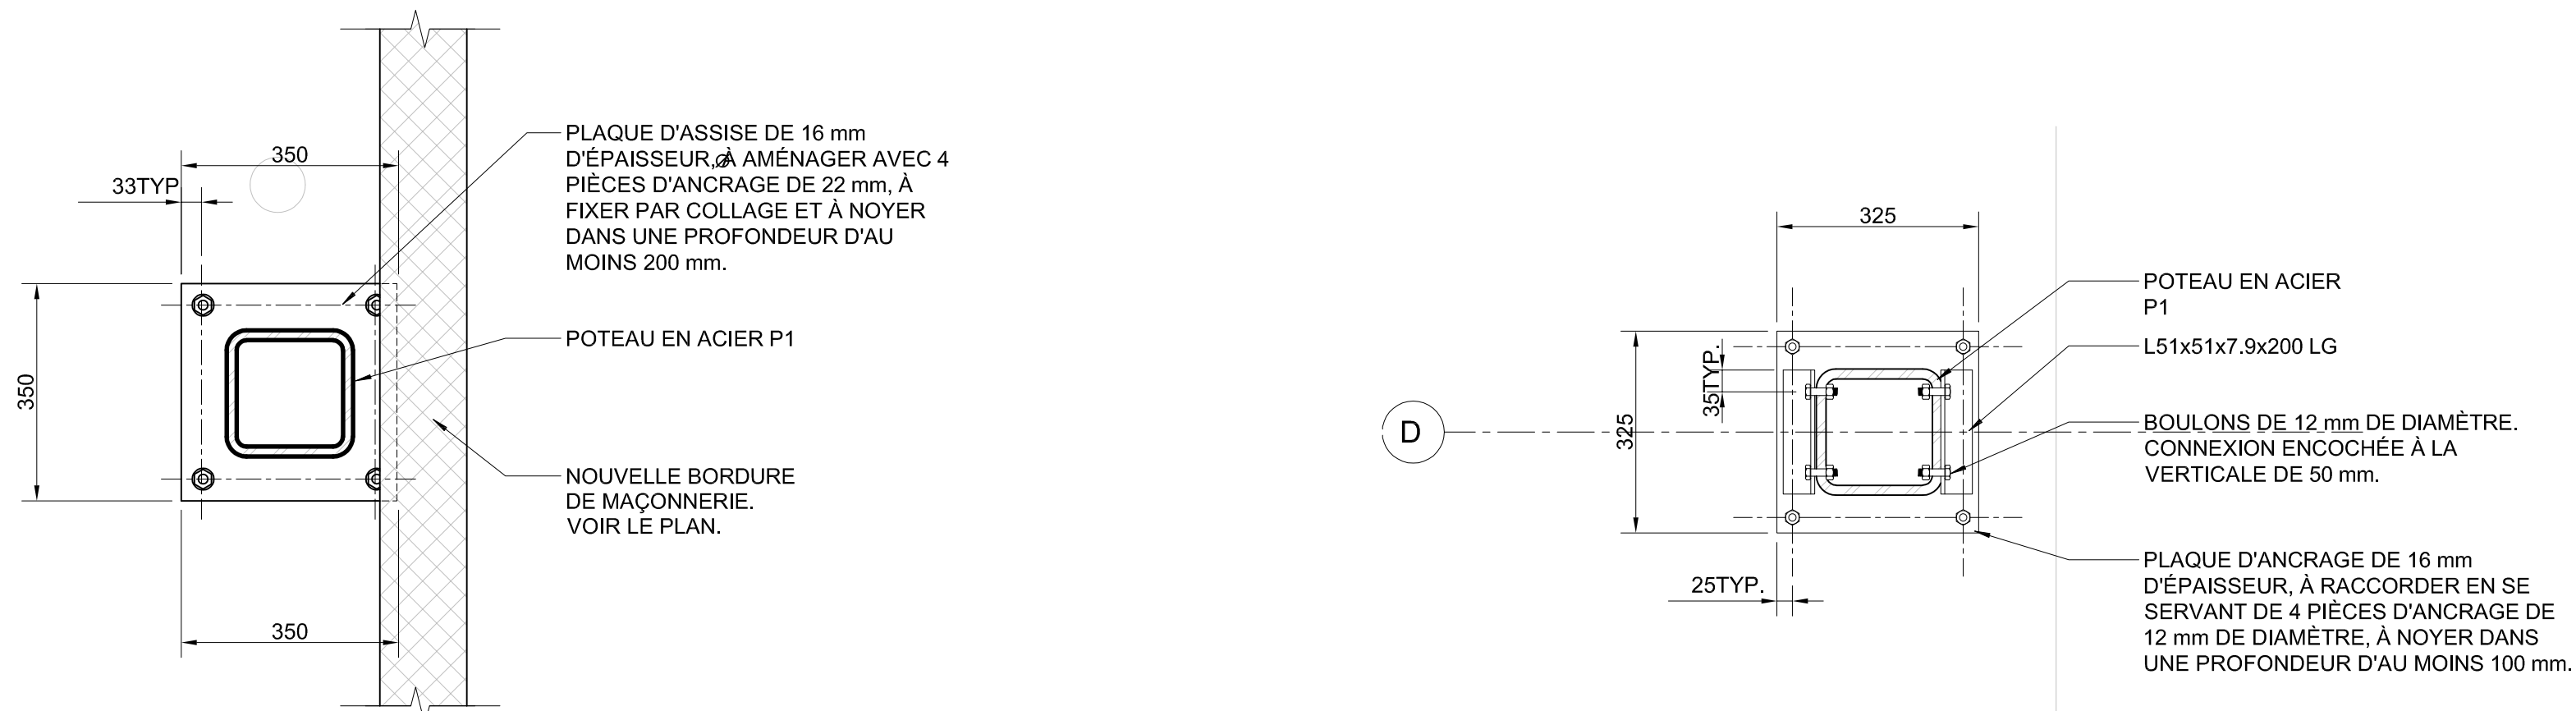 350
33TYP
PLAQUE D'ASSISE DE 16 mm
D'ÉPAISSEUR,Ø À AMÉNAGER AVEC 4
PIÈCES D'ANCRAGE DE 22 mm, À
FIXER PAR COLLAGE ET À NOYER
DANS UNE PROFONDEUR D'AU
MOINS 200 mm.
350
POTEAU EN ACIER P1
NOUVELLE BORDURE
DE MAÇONNERIE.
VOIR LE PLAN.
350
D
325
325
35TYP.
25TYP.
POTEAU EN ACIER
P1
L51x51x7.9x200 LG
BOULONS DE 12 mm DE DIAMÈTRE.
CONNEXION ENCOCHÉE À LA
VERTICALE DE 50 mm.
PLAQUE D'ANCRAGE DE 16 mm
D'ÉPAISSEUR, À RACCORDER EN SE
SERVANT DE 4 PIÈCES D'ANCRAGE DE
12 mm DE DIAMÈTRE, À NOYER DANS
UNE PROFONDEUR D'AU MOINS 100 mm.